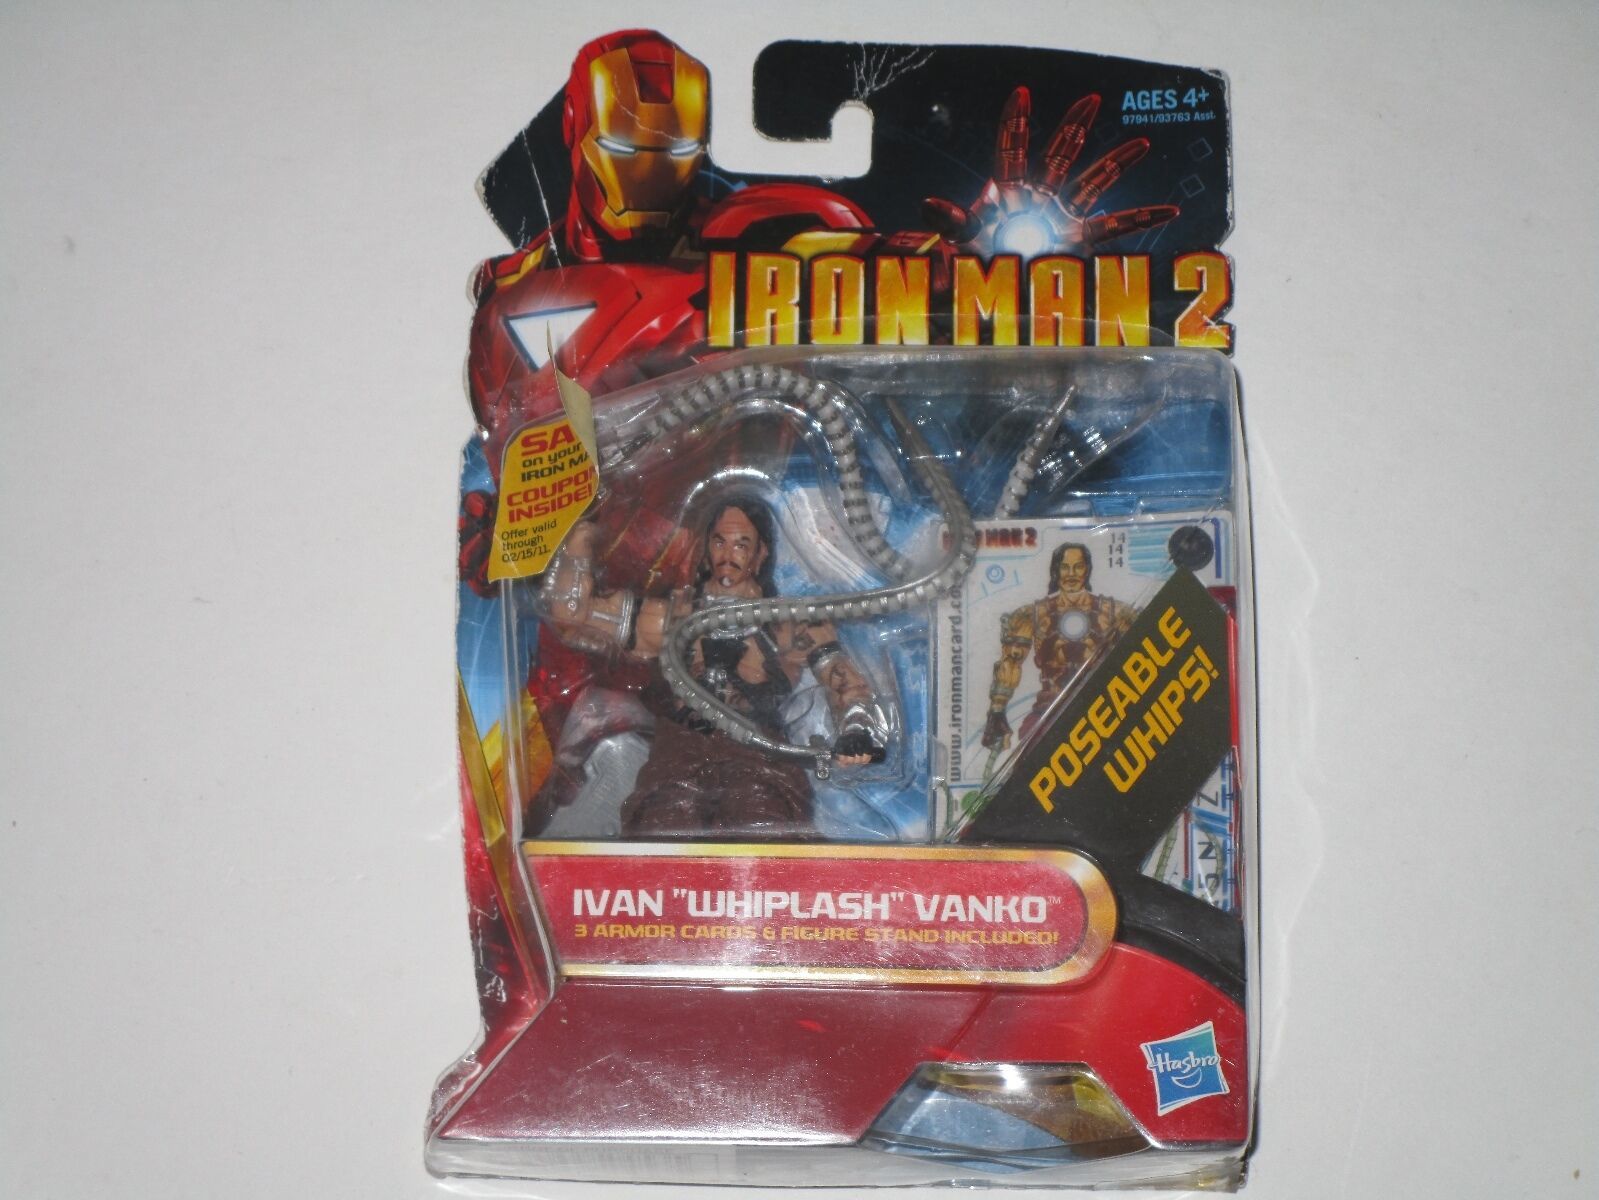 AGES 4+
97941/93763 Asst.
IRON MAN 2
SA
on your
IRON MA
COUPON
INSIDE!
Offer valid
through
02/15/11.
MAN 2
14
14
14
www.ironmancard.co
POSEABLE
WHIPS!
IVAN "WHIPLASH" VANKO™
3 ARMOR CARDS & FIGURE STAND INCLUDED!
Hasbro